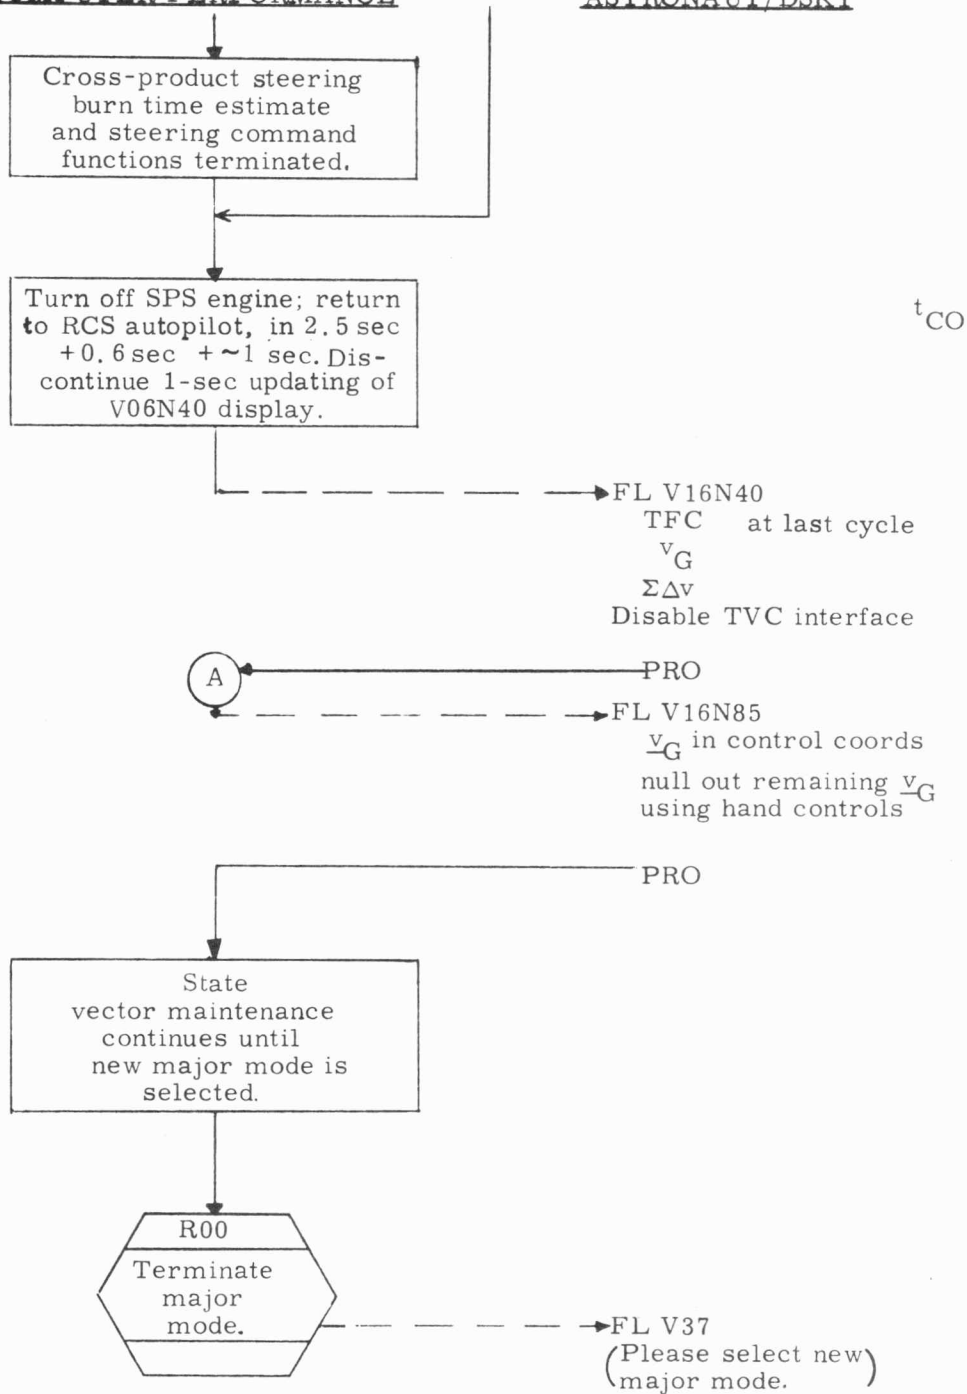 ASTRONAUT/DSKY
Cross-product steering
burn time estimate
and steering command
functions terminated.
Turn off SPS engine; return
to RCS autopilot, in 2.5 sec
+0.6 sec + ~1 sec. Dis-
continue 1-sec updating of
V06N40 display.
tCO
FL V16N40
TFC at last cycle
vG
ΣΔv
Disable TVC interface
A
PRO
FL V16N85
vG in control coords
null out remaining vG
using hand controls
PRO
State
vector maintenance
continues until
new major mode is
selected.
R00
Terminate
major
mode.
FL V37
(Please select new
major mode.)